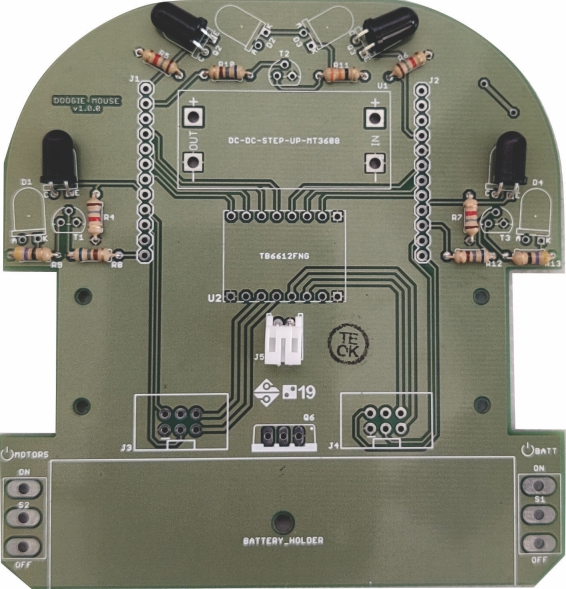 D2
D3
Q2
T2
R5
R6
R10
R11
J1
U1
J2
DOOGIE MOUSE
v1.0.0
OUT
DC-DC-STEP-UP-MT3608
IN
D1
D4
R4
R7
T1
T3
A K
A K
R9
R8
R12
R13
TB6612FNG
U2
TE
OK
J5
19
Q6
J3
J4
MOTORS
BATT
ON
ON
S2
S1
BATTERY_HOLDER
OFF
OFF